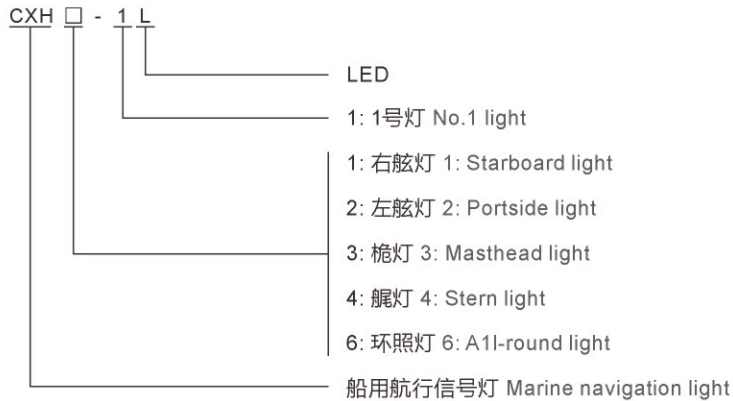 CXH □ - 1 L
LED
1: 1号灯 No.1 light
1: 右舷灯 1: Starboard light
2: 左舷灯 2: Portside light
3: 桅灯 3: Masthead light
4: 艉灯 4: Stern light
6: 环照灯 6: A1l-round light
船用航行信号灯 Marine navigation light